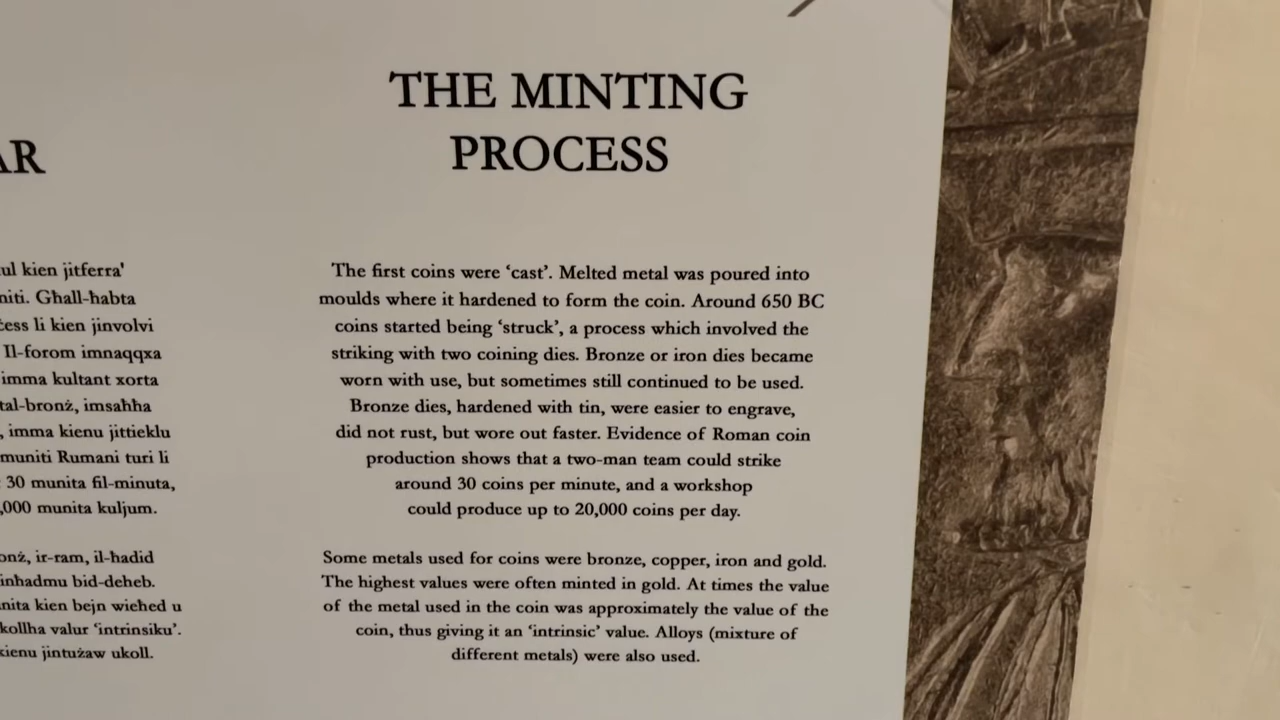 AR
ul kien jitferra'
niti. Għall-ħabta
ċess li kien jinvolvi
Il-forom imnaqqxa
imma kultant xorta
tal-bronż, imsaħħa
, imma kienu jittieklu
muniti Rumani turi li
30 munita fil-minuta,
,000 munita kuljum.
onż, ir-ram, il-ħadid
inħadmu bid-deheb.
nita kien bejn wieħed u
kollha valur ‘intrinsiku’.
kienu jintużaw ukoll.
THE MINTING
PROCESS
The first coins were ‘cast’. Melted metal was poured into
moulds where it hardened to form the coin. Around 650 BC
coins started being ‘struck’, a process which involved the
striking with two coining dies. Bronze or iron dies became
worn with use, but sometimes still continued to be used.
Bronze dies, hardened with tin, were easier to engrave,
did not rust, but wore out faster. Evidence of Roman coin
production shows that a two-man team could strike
around 30 coins per minute, and a workshop
could produce up to 20,000 coins per day.
Some metals used for coins were bronze, copper, iron and gold.
The highest values were often minted in gold. At times the value
of the metal used in the coin was approximately the value of the
coin, thus giving it an ‘intrinsic’ value. Alloys (mixture of
different metals) were also used.